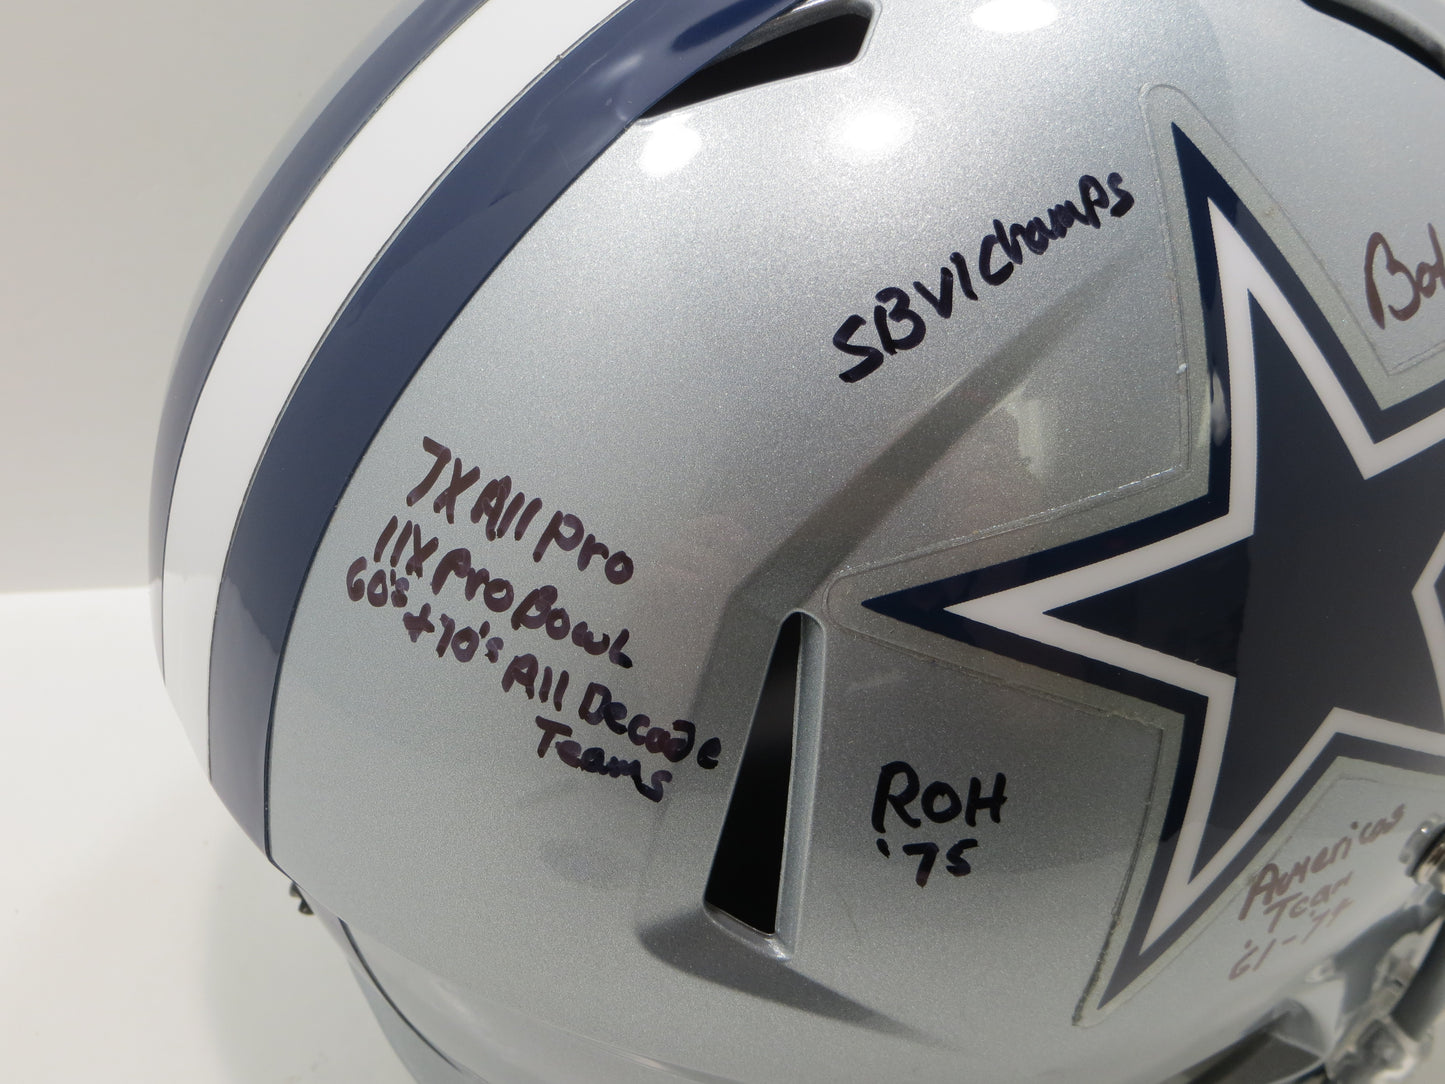 SB VI Champs
7X All Pro
11X Pro Bowl
60's + 70's All Decade
Teams
ROH
'75
Americas
Team
'61-'74